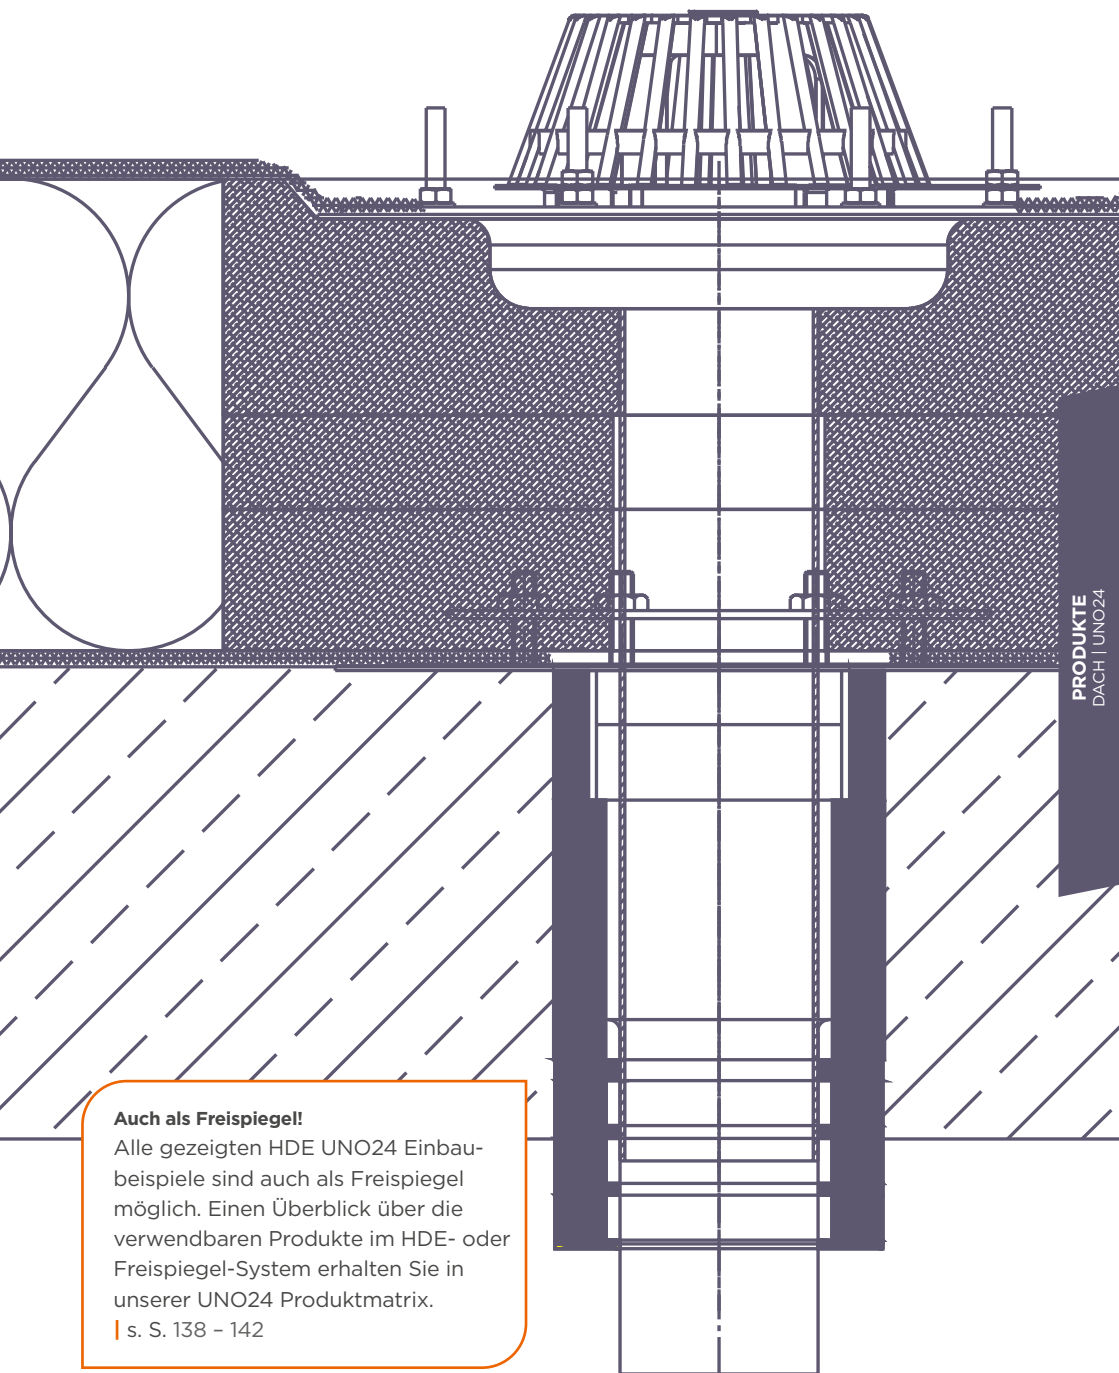 PRODUKTE
DACH | UNO24
Auch als Freispiegel!
Alle gezeigten HDE UNO24 Einbau-
beispiele sind auch als Freispiegel
möglich. Einen Überblick über die
verwendbaren Produkte im HDE- oder
Freispiegel-System erhalten Sie in
unserer UNO24 Produktmatrix.
| s. S. 138 – 142